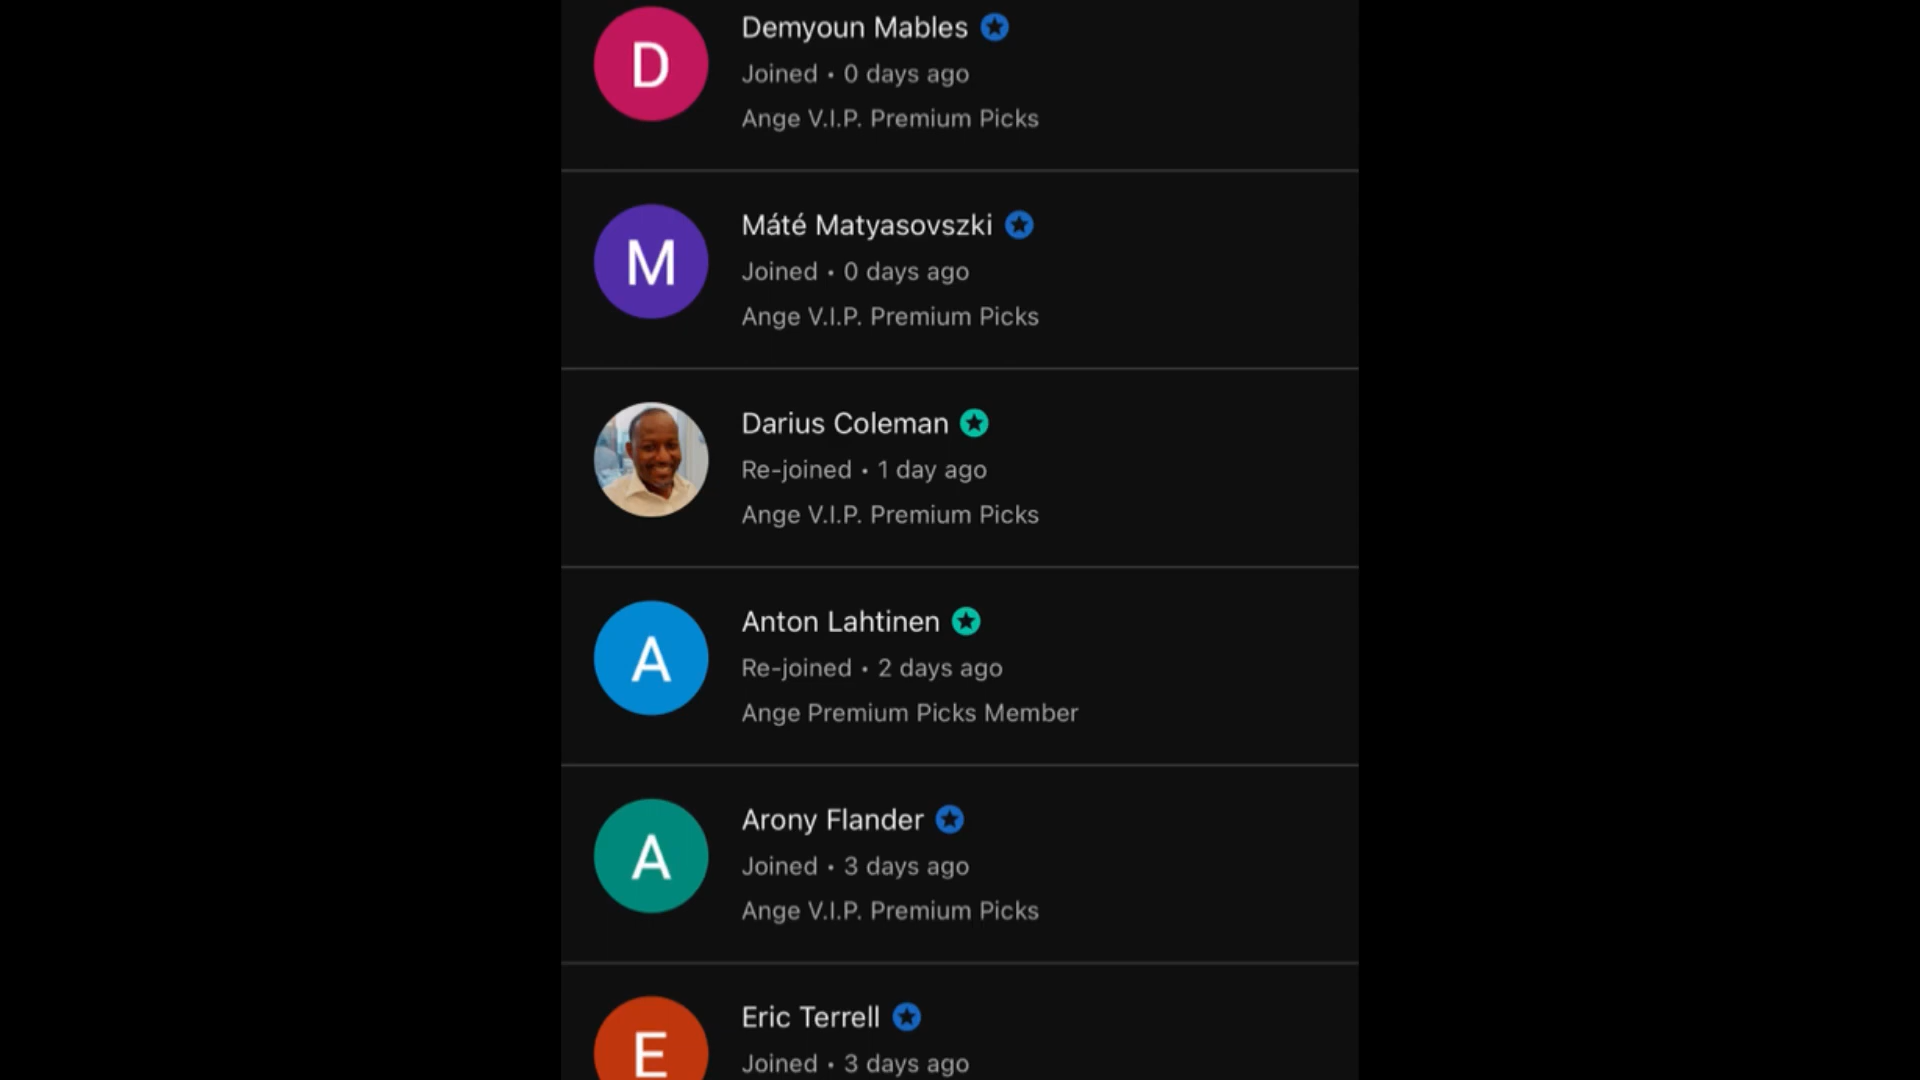 D
Demyoun Mables
Joined • 0 days ago
Ange V.I.P. Premium Picks
M
Máté Matyasovszki
Joined • 0 days ago
Ange V.I.P. Premium Picks
Darius Coleman
Re-joined • 1 day ago
Ange V.I.P. Premium Picks
A
Anton Lahtinen
Re-joined • 2 days ago
Ange Premium Picks Member
A
Arony Flander
Joined • 3 days ago
Ange V.I.P. Premium Picks
E
Eric Terrell
Joined • 3 days ago